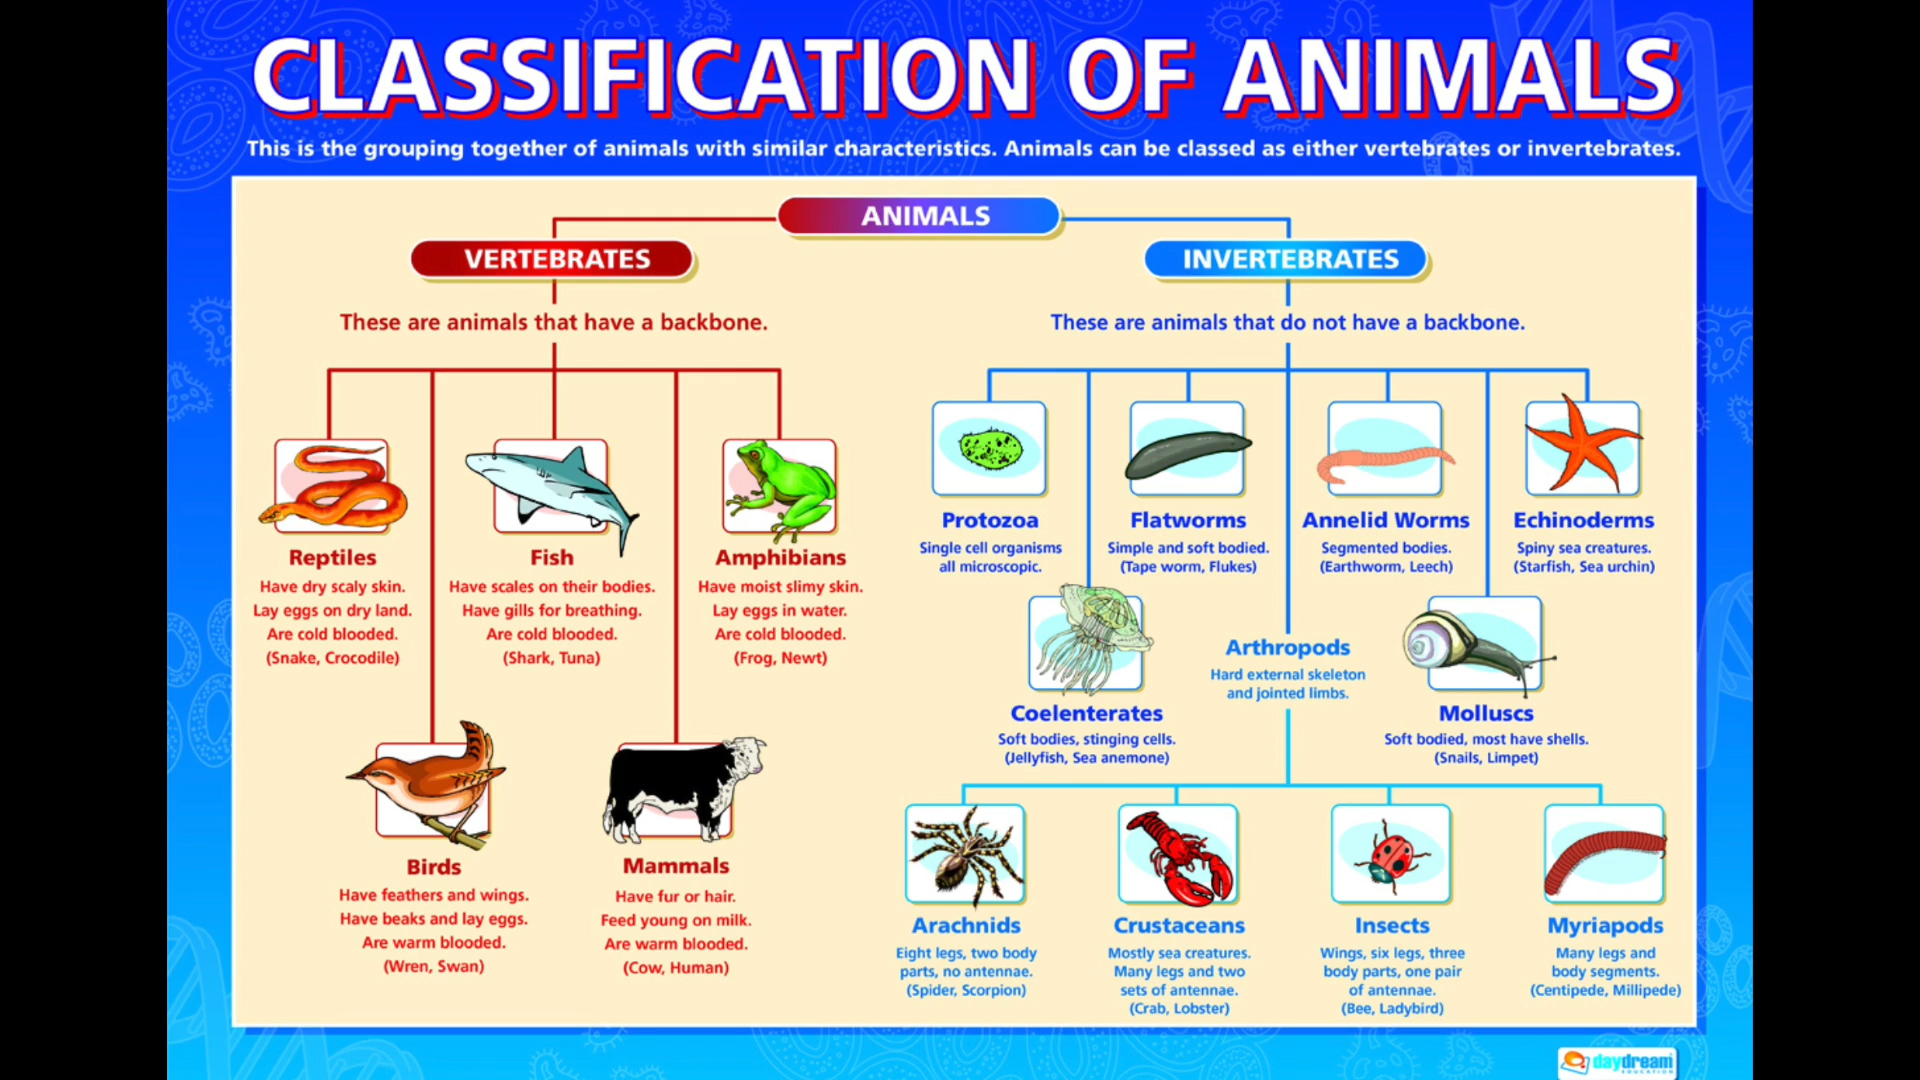 CLASSIFICATION OF ANIMALS
This is the grouping together of animals with similar characteristics. Animals can be classed as either vertebrates or invertebrates.
ANIMALS
VERTEBRATES
These are animals that have a backbone.
Reptiles
Have dry scaly skin.
Lay eggs on dry land.
Are cold blooded.
(Snake, Crocodile)
Fish
Have scales on their bodies.
Have gills for breathing.
Are cold blooded.
(Shark, Tuna)
Amphibians
Have moist slimy skin.
Lay eggs in water.
Are cold blooded.
(Frog, Newt)
Birds
Have feathers and wings.
Have beaks and lay eggs.
Are warm blooded.
(Wren, Swan)
Mammals
Have fur or hair.
Feed young on milk.
Are warm blooded.
(Cow, Human)
INVERTEBRATES
These are animals that do not have a backbone.
Protozoa
Single cell organisms
all microscopic.
Flatworms
Simple and soft bodied.
(Tape worm, Flukes)
Annelid Worms
Segmented bodies.
(Earthworm, Leech)
Echinoderms
Spiny sea creatures.
(Starfish, Sea urchin)
Coelenterates
Soft bodies, stinging cells.
(Jellyfish, Sea anemone)
Arthropods
Hard external skeleton
and jointed limbs.
Molluscs
Soft bodied, most have shells.
(Snails, Limpet)
Arachnids
Eight legs, two body
parts, no antennae.
(Spider, Scorpion)
Crustaceans
Mostly sea creatures.
Many legs and two
sets of antennae.
(Crab, Lobster)
Insects
Wings, six legs, three
body parts, one pair
of antennae.
(Bee, Ladybird)
Myriapods
Many legs and
body segments.
(Centipede, Millipede)
daydream
EDUCATION